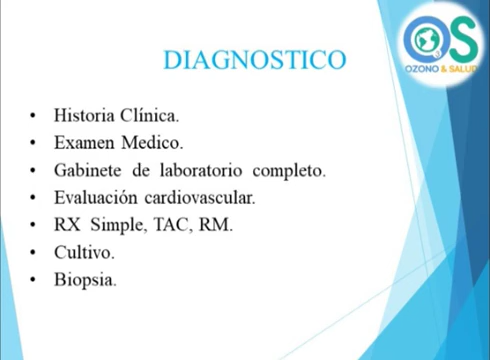 DIAGNOSTICO
OS
OZONO & SALUD
• Historia Clínica.
• Examen Medico.
• Gabinete de laboratorio completo.
• Evaluación cardiovascular.
• RX Simple, TAC, RM.
• Cultivo.
• Biopsia.